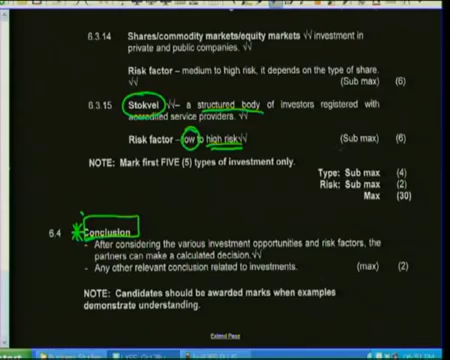 6.3.14 Shares/commodity markets/equity markets √√ investment in
private and public companies. √√
Risk factor – medium to high risk, it depends on the type of share.
√√ (Sub max (6)
6.3.15 Stokvel √√ – a structured body of investors registered with
accredited service providers. √√
Risk factor – low to high risk√√ (Sub max (6)
NOTE: Mark first FIVE (5) types of investment only.
Type: Sub max (4)
Risk: Sub max (2)
Max (30)
6.4 Conclusion
- After considering the various investment opportunities and risk factors, the
partners can make a calculated decision.√√
- Any other relevant conclusion related to investments. (max) (2)
NOTE: Candidates should be awarded marks when examples
demonstrate understanding.
Extend Page
start